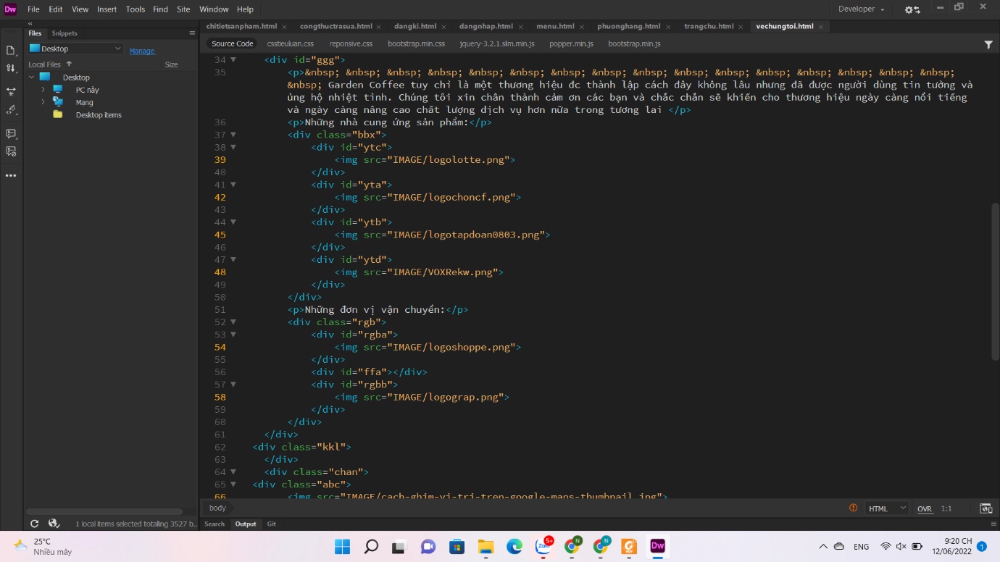 Dw File Edit View Insert Tools Find Site Window Help Developer
Files Snippets
chitietsanpham.html congthuctrasua.html dangki.html dangnhap.html menu.html phuonghang.html trangchu.html vechungtoi.html
Source Code csstieuluan.css reponsive.css bootstrap.min.css jquery-3.2.1.slim.min.js popper.min.js bootstrap.min.js
Desktop Manage
Local Files Size
Desktop
PC này
Mạng
Desktop items
34 <div id="ggg">
35 <p>&nbsp; &nbsp; &nbsp; &nbsp; &nbsp; &nbsp; &nbsp; &nbsp; &nbsp; &nbsp; &nbsp; &nbsp; &nbsp; &nbsp; &nbsp; &nbsp;
&nbsp; Garden Coffee tuy chỉ là một thương hiệu đc thành lập cách đây không lâu nhưng đã được người dùng tin tưởng và
ủng hộ nhiệt tình. Chúng tôi xin chân thành cảm ơn các bạn và chắc chắn sẽ khiến cho thương hiệu ngày càng nổi tiếng
và ngày càng nâng cao chất lượng dịch vụ hơn nữa trong tương lai </p>
36 <p>Những nhà cung ứng sản phẩm:</p>
37 <div class="bbx">
38 <div id="ytc">
39 <img src="IMAGE/logolotte.png">
40 </div>
41 <div id="yta">
42 <img src="IMAGE/logochoncf.png">
43 </div>
44 <div id="ytb">
45 <img src="IMAGE/logotapdoan0803.png">
46 </div>
47 <div id="ytd">
48 <img src="IMAGE/VOXRekw.png">
49 </div>
50 </div>
51 <p>Những đơn vị vận chuyển:</p>
52 <div class="rgb">
53 <div id="rgba">
54 <img src="IMAGE/logoshoppe.png">
55 </div>
56 <div id="ffa"></div>
57 <div id="rgbb">
58 <img src="IMAGE/logograp.png">
59 </div>
60 </div>
61 </div>
62 <div class="kkl">
63 </div>
64 <div class="chan">
65 <div class="abc">
66 <img src="IMAGE/cach-ghim-vi-tri-tren-google-maps-thumbnail.jpg">
body HTML OVR 1:1
1 local items selected totalling 3527 b...
Search Output Git
25°C
Nhiều mây
Zalo 5+ N N PDF Dw
ENG
9:20 CH
12/06/2022 1